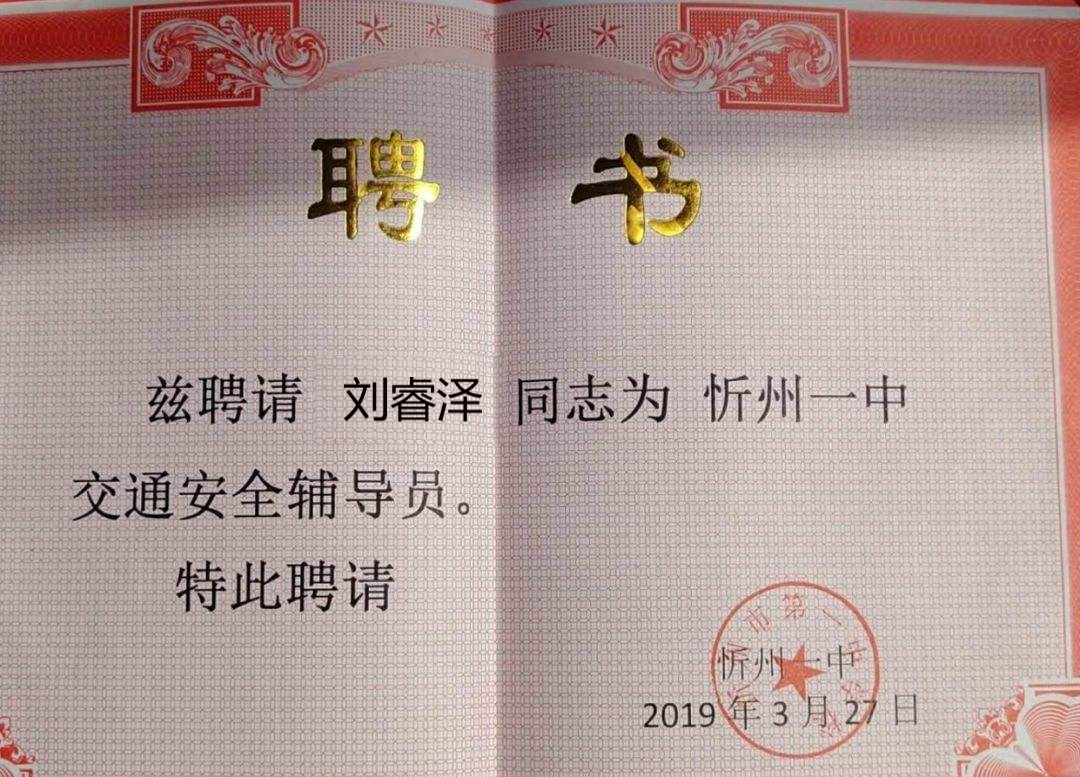 聘 书
兹聘请 刘睿泽 同志为 忻州一中
交通安全辅导员。
特此聘请
市第一中
忻州一中
2019 年 3 月 27 日